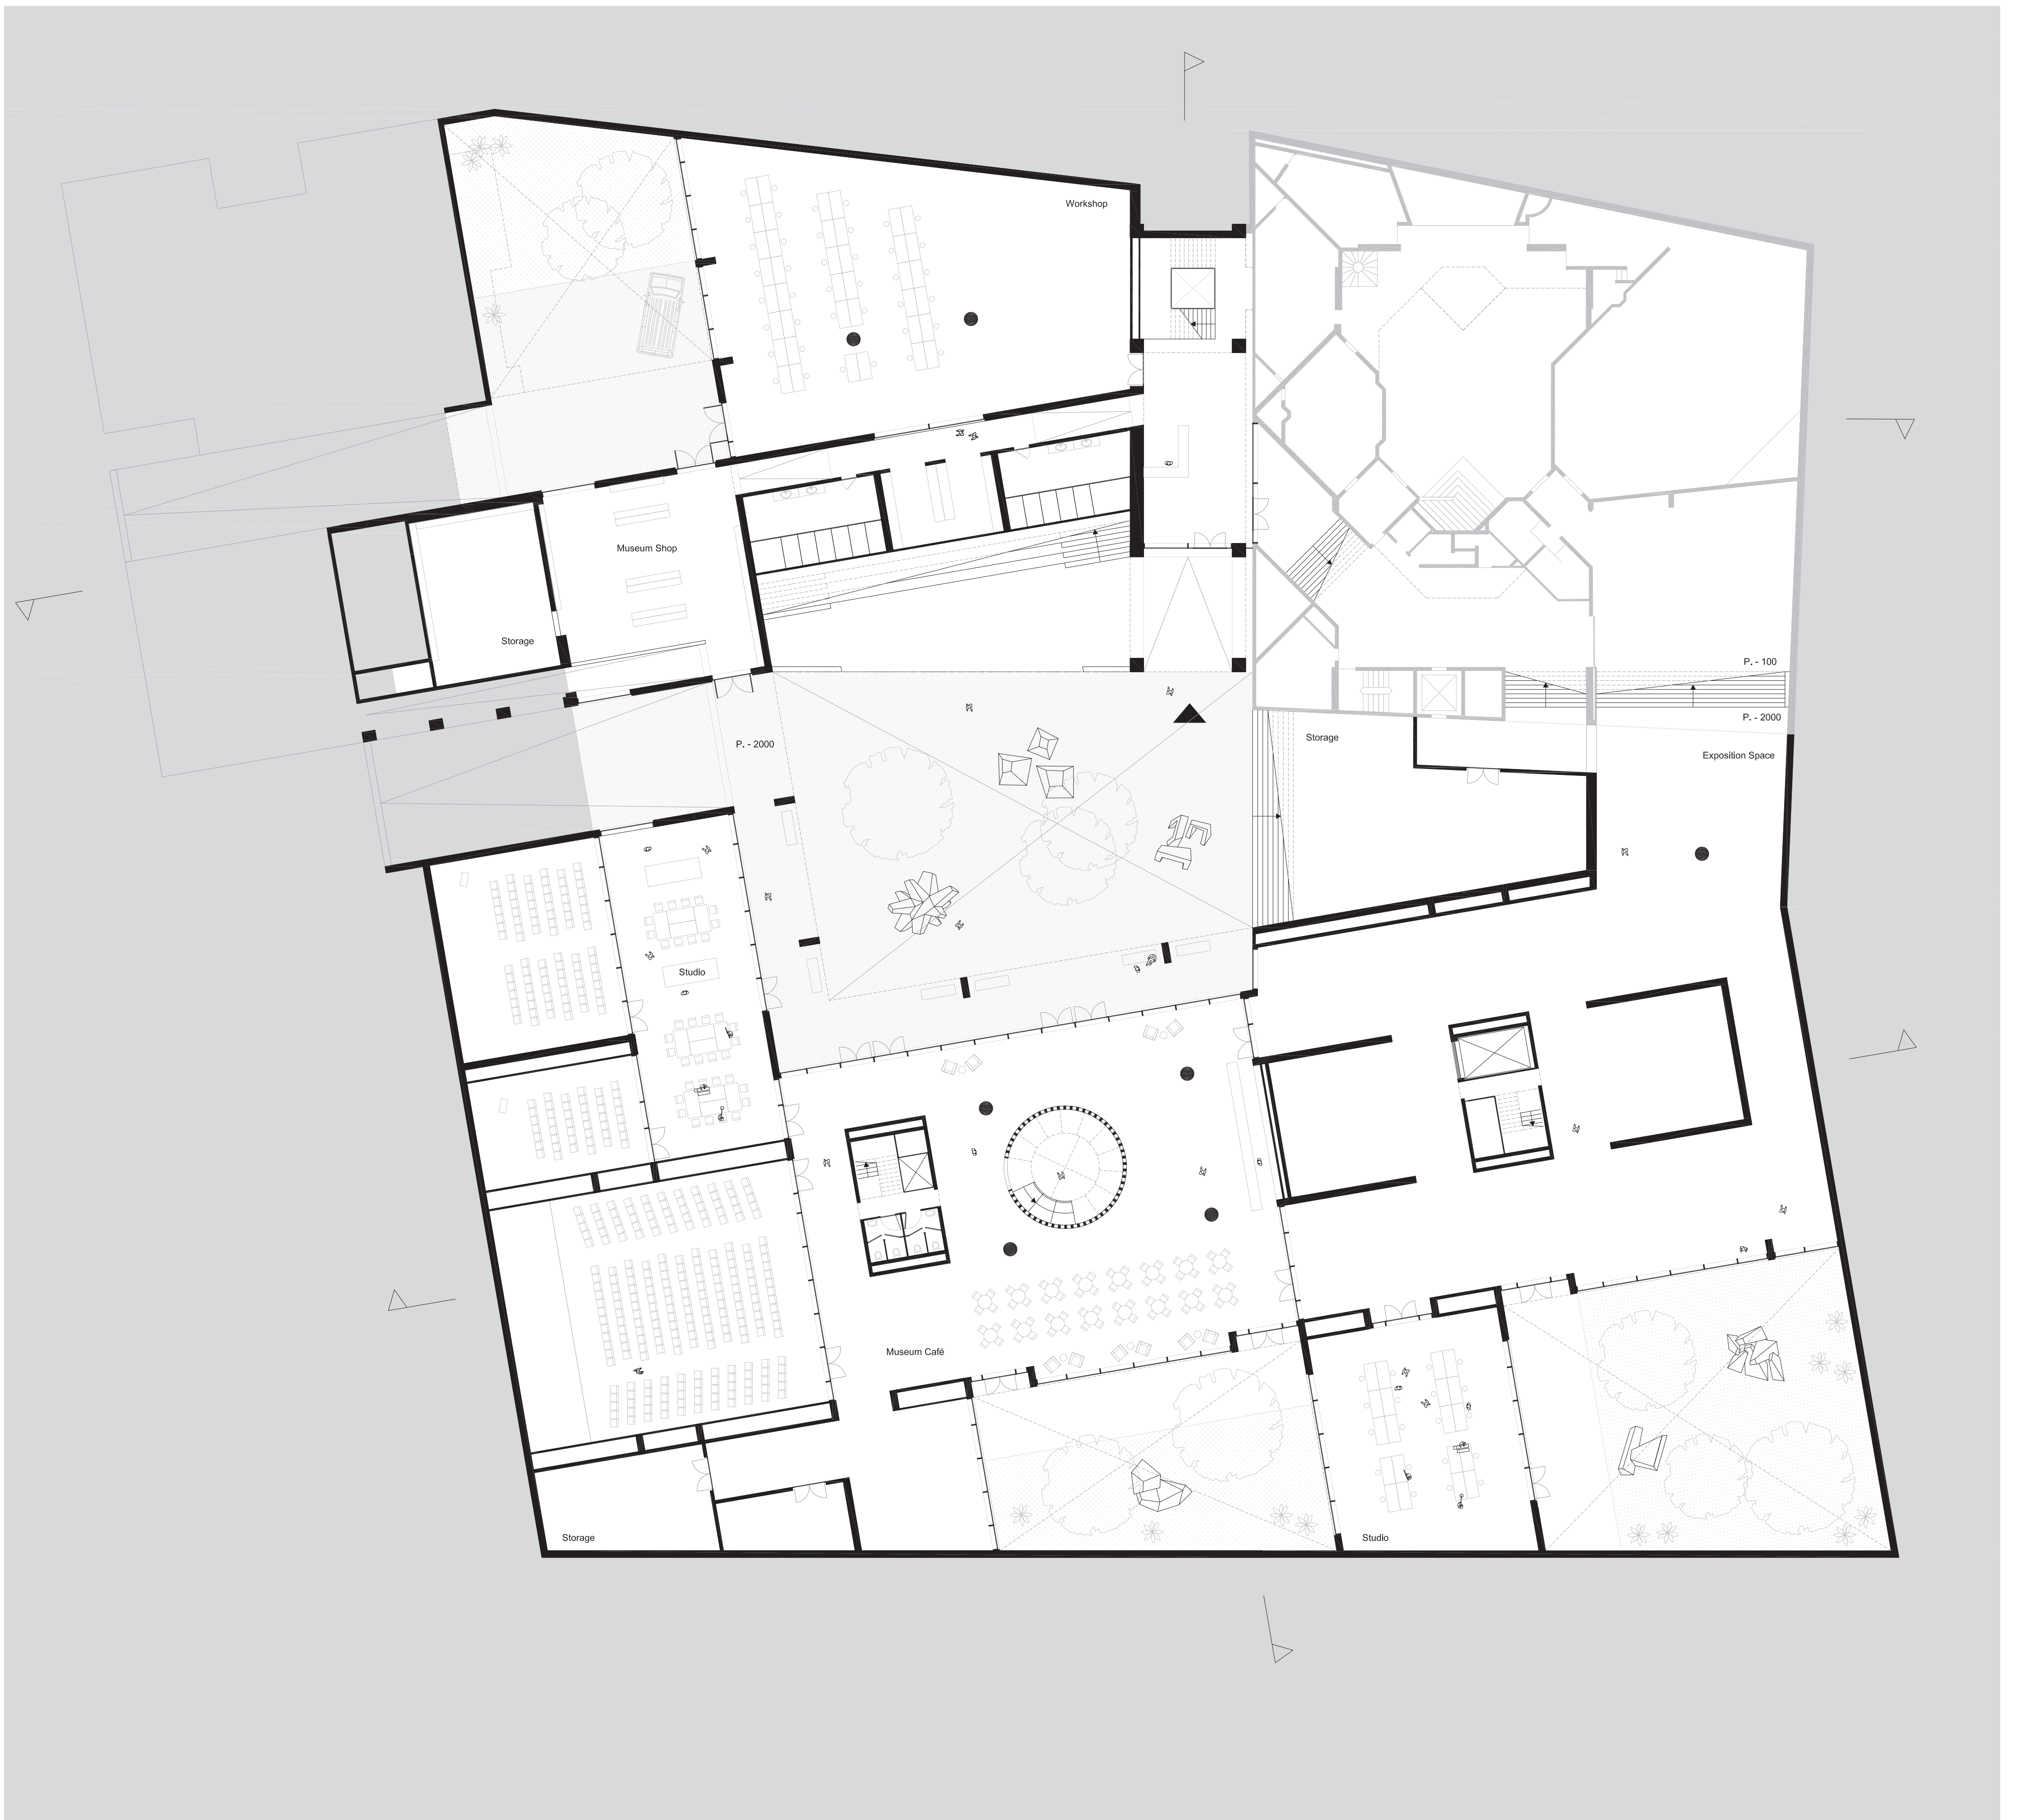 Workshop
Museum Shop
Storage
P. - 100
P. - 2000
Storage
P. - 2000
Exposition Space
Studio
Museum Café
Storage
Studio